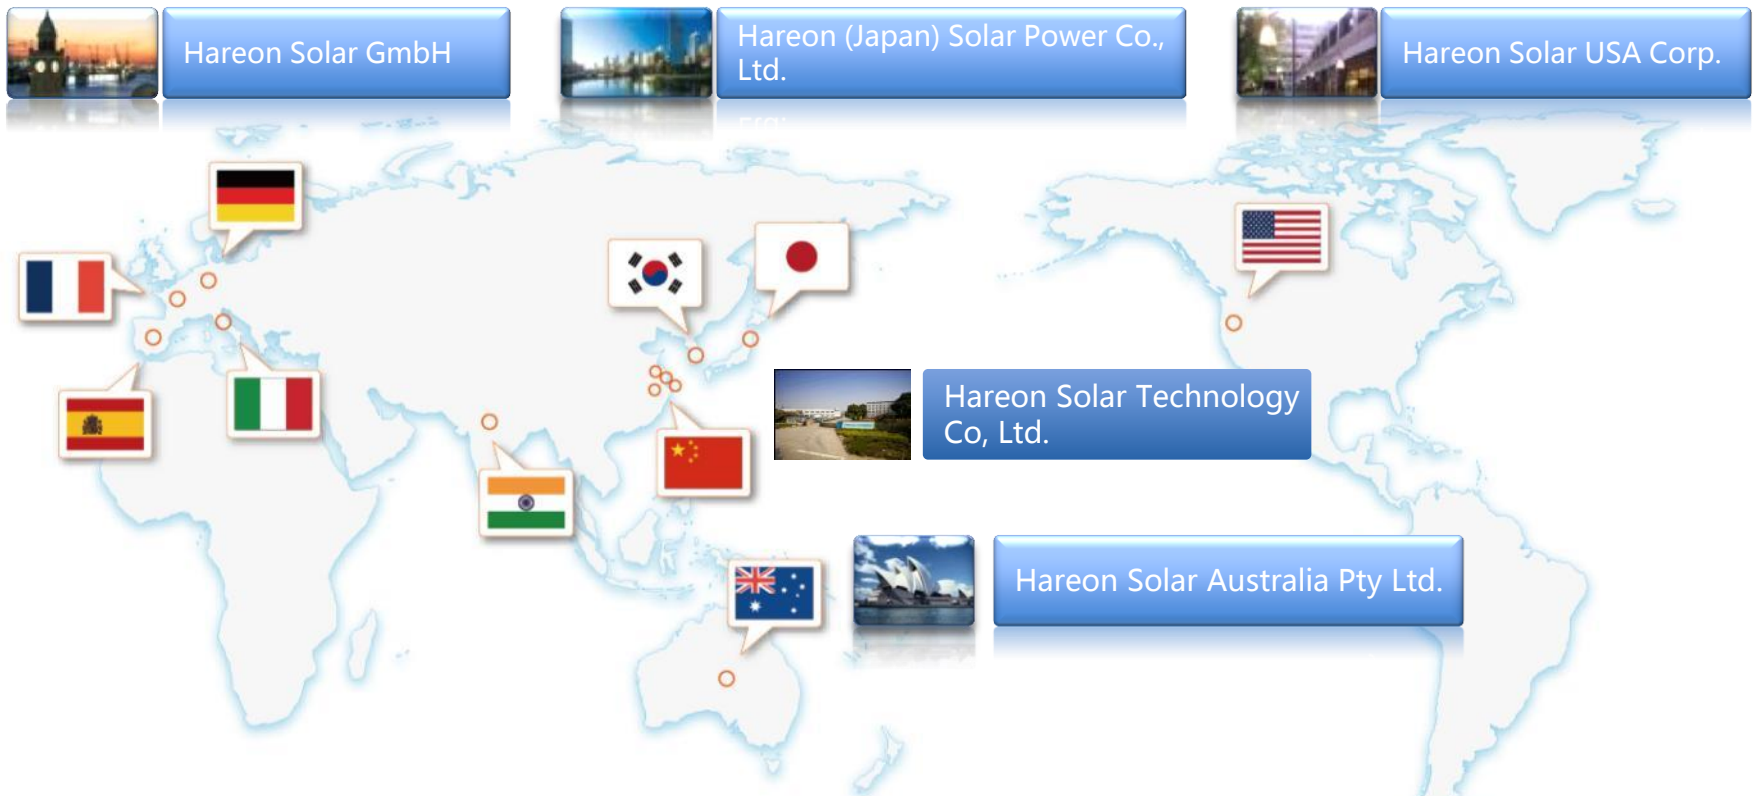 Hareon Solar GmbH
Hareon (Japan) Solar Power Co.,
Ltd.
Hareon Solar USA Corp.
Hareon Solar Technology
Co, Ltd.
Hareon Solar Australia Pty Ltd.